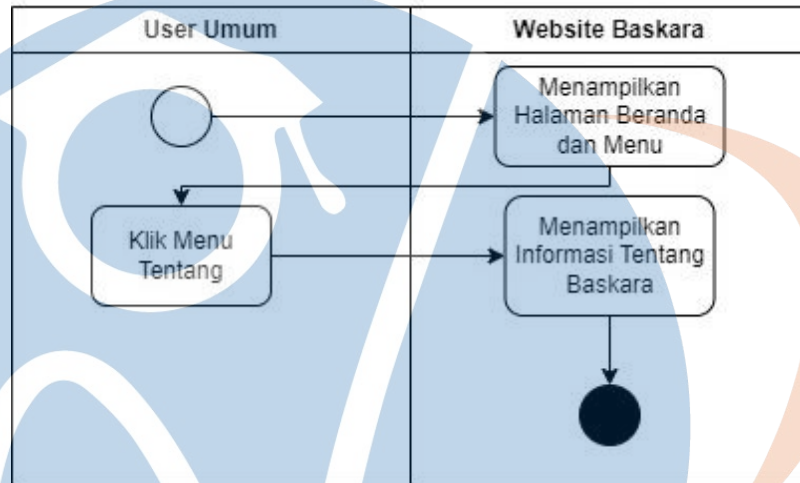 User Umum
Website Baskara
Menampilkan
Halaman Beranda
dan Menu
Klik Menu
Tentang
Menampilkan
Informasi Tentang
Baskara